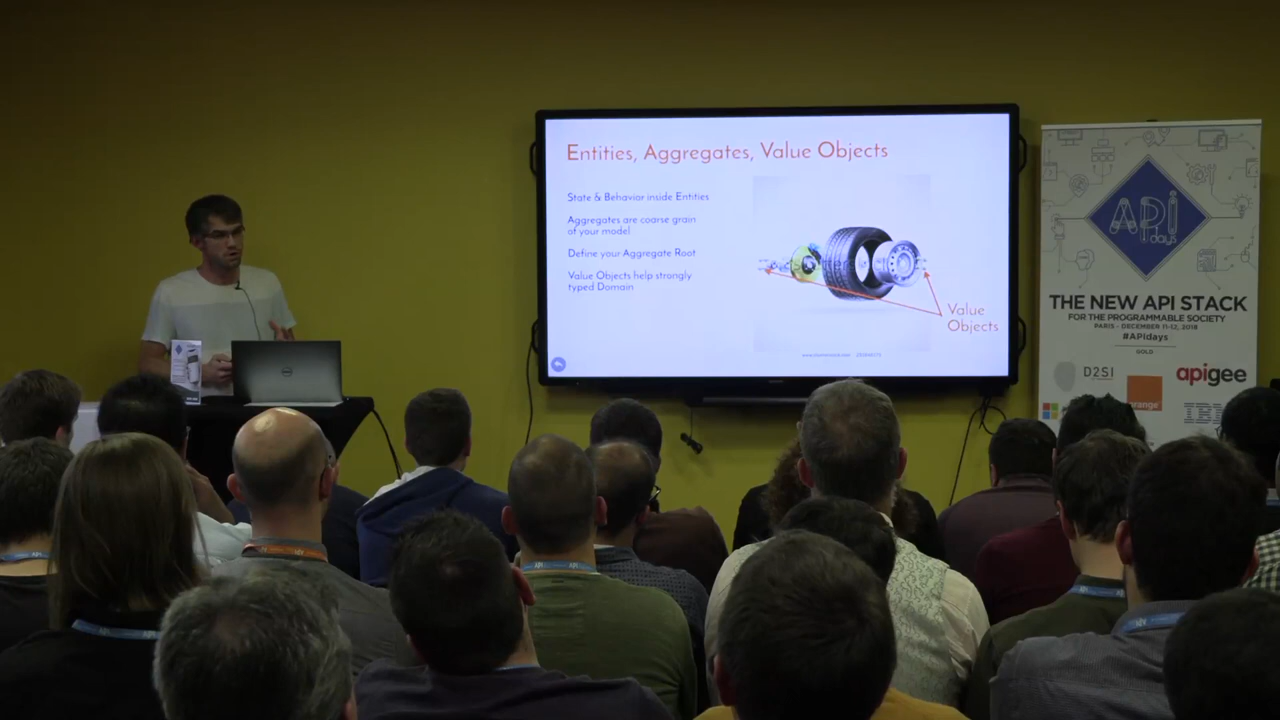 Entities, Aggregates, Value Objects
State & Behavior inside Entities
Aggregates are coarse grain
of your model
Define your Aggregate Root
Value Objects help strongly
typed Domain
Value
Objects
API
days
THE NEW API STACK
FOR THE PROGRAMMABLE SOCIETY
PARIS - DECEMBER 11-12, 2018
#APIdays
GOLD
D2SI
apigee
IBM
DELL